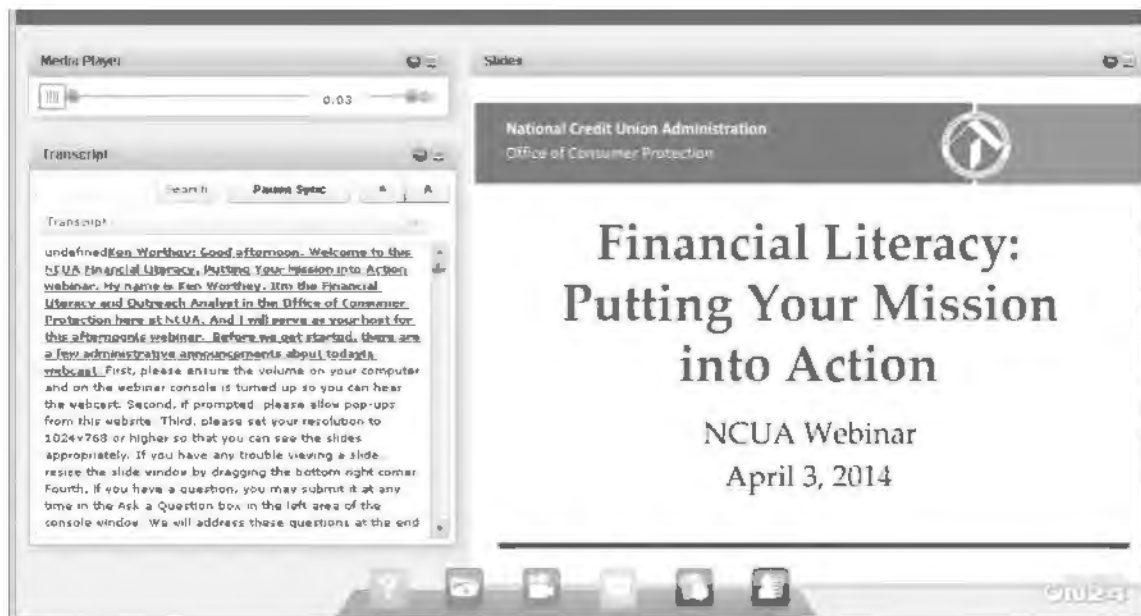 Media Player
0:03
Transcript
Search Pause Sync A A
Transcript
undefinedKen Worthey: Good afternoon. Welcome to this
NCUA Financial Literacy, Putting Your Mission into Action
webinar. My name is Ken Worthey. IIm the Financial
Literacy and Outreach Analyst in the Office of Consumer
Protection here at NCUA. And I will serve as your host for
this afternoonIs webinar. Before we get started, there are
a few administrative announcements about todayIs
webcast. First, please ensure the volume on your computer
and on the webinar console is turned up so you can hear
the webcast. Second, if prompted, please allow pop-ups
from this website. Third, please set your resolution to
1024x768 or higher so that you can see the slides
appropriately. If you have any trouble viewing a slide,
resize the slide window by dragging the bottom right corner.
Fourth, if you have a question, you may submit it at any
time in the Ask a Question box in the left area of the
console window. We will address these questions at the end
Slides
National Credit Union Administration
Office of Consumer Protection
Financial Literacy:
Putting Your Mission
into Action
NCUA Webinar
April 3, 2014
ON24